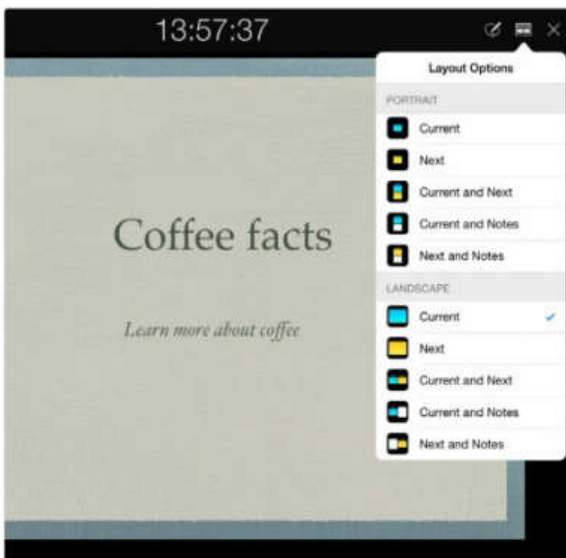 13:57:37
Layout Options
PORTRAIT
Current
Next
Current and Next
Current and Notes
Next and Notes
LANDSCAPE
Current
Next
Current and Next
Current and Notes
Next and Notes
Coffee facts
Learn more about coffee